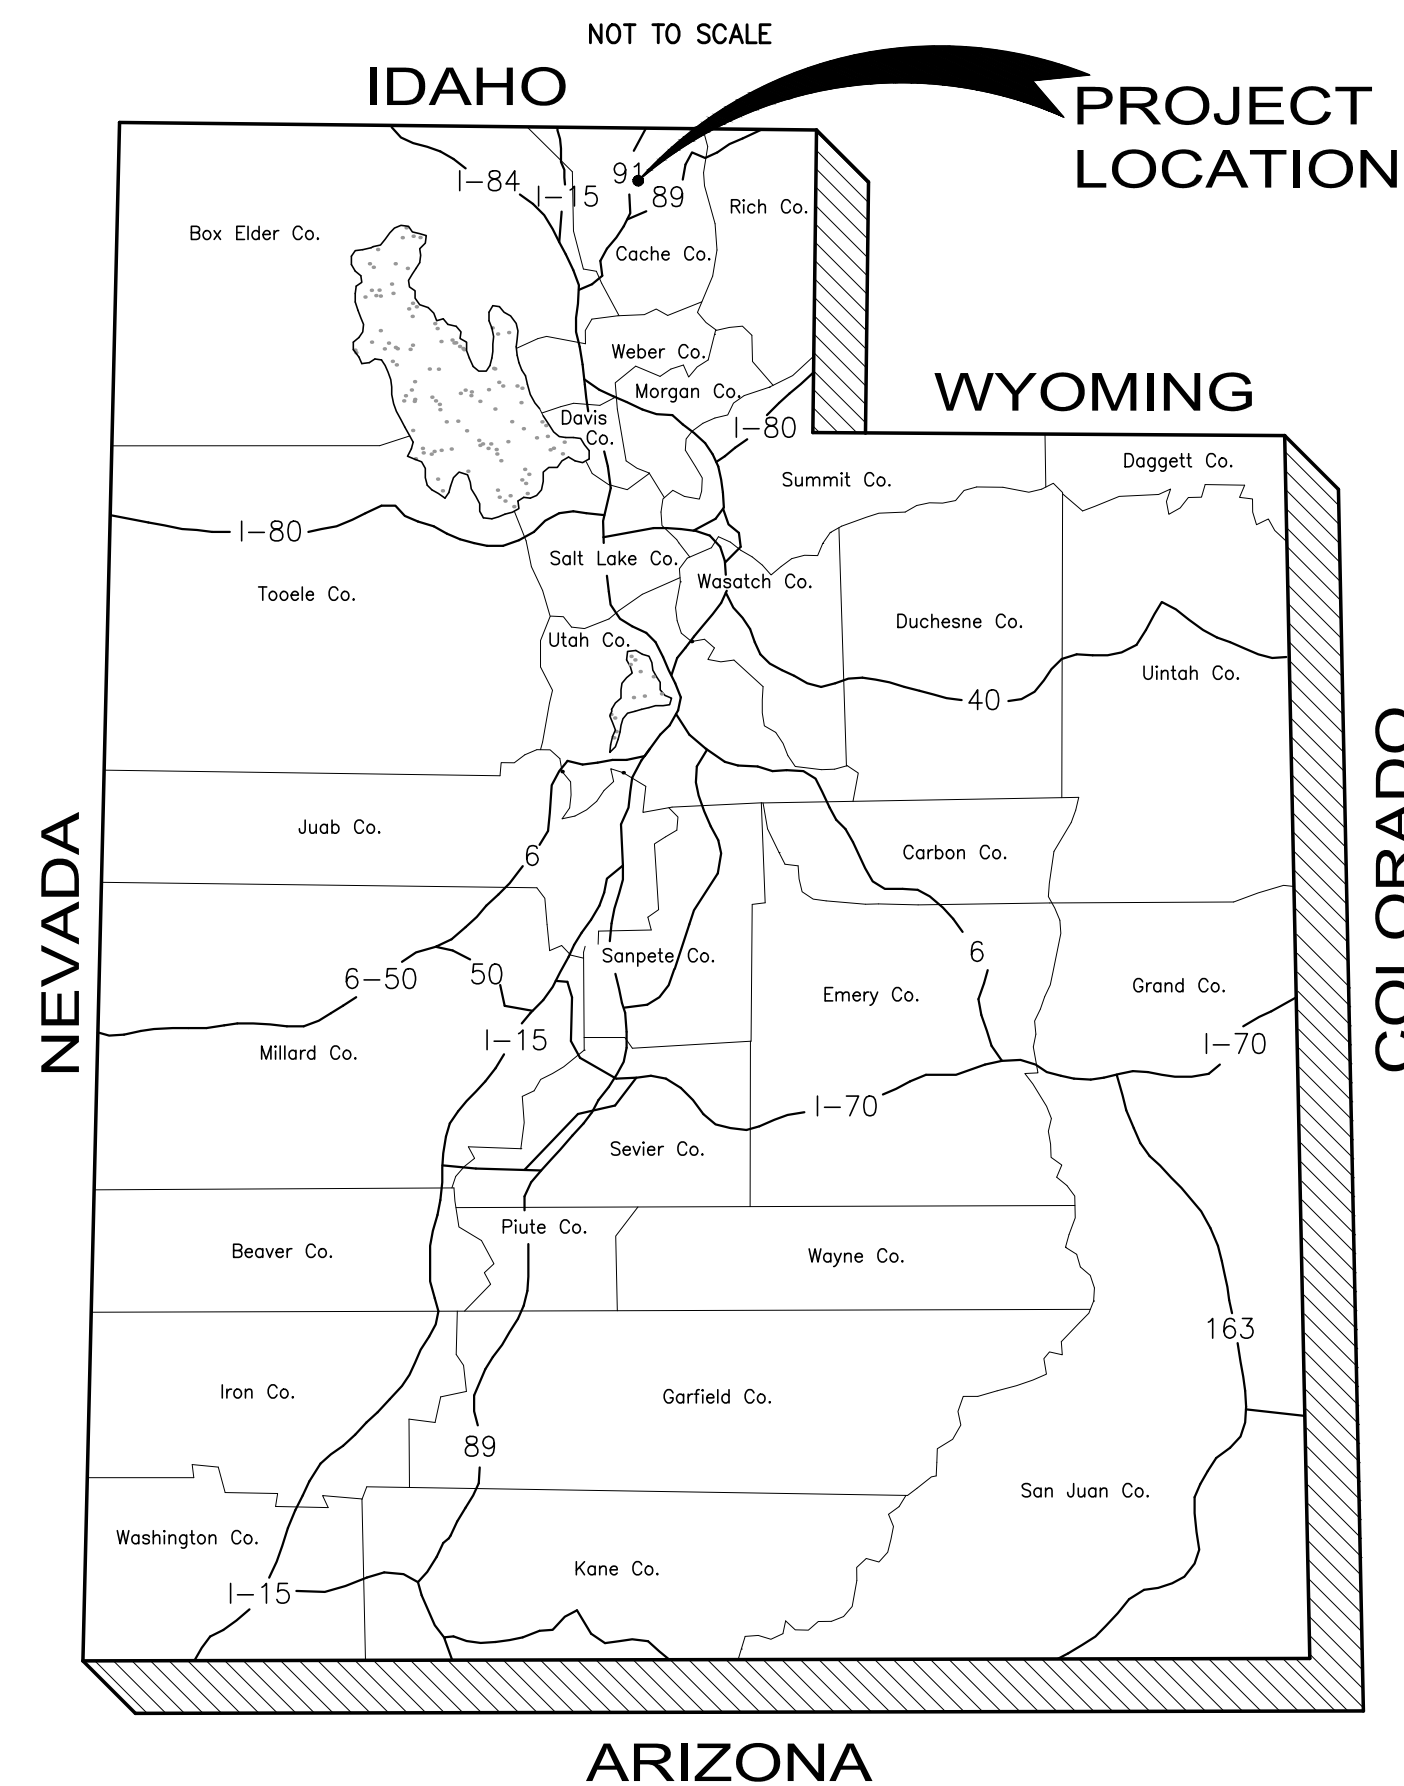 NOT TO SCALE
IDAHO
PROJECT
LOCATION
91
I-84
I-15
89
Rich Co.
Box Elder Co.
Cache Co.
Weber Co.
WYOMING
Morgan Co.
Davis
Co.
I-80
Daggett Co.
Summit Co.
I-80
Salt Lake Co.
Wasatch Co.
Tooele Co.
Duchesne Co.
Utah Co.
Uintah Co.
40
COLORADO
NEVADA
Juab Co.
6
Carbon Co.
6
Sanpete Co.
50
6-50
Emery Co.
Grand Co.
I-15
I-70
Millard Co.
I-70
Sevier Co.
Piute Co.
Beaver Co.
Wayne Co.
163
Iron Co.
Garfield Co.
89
San Juan Co.
Washington Co.
Kane Co.
I-15
ARIZONA